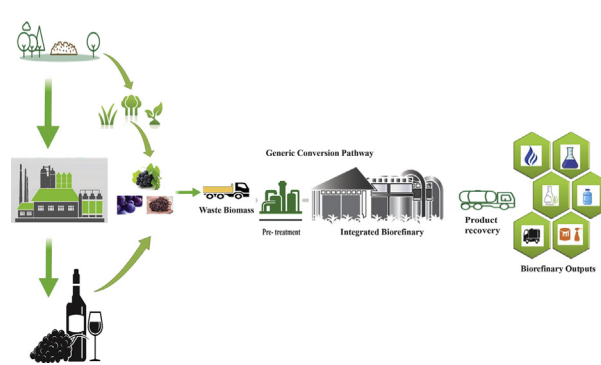 Generic Conversion Pathway
Waste Biomass
Pre- treatment
Integrated Biorefinary
Product
recovery
Biorefinary Outputs